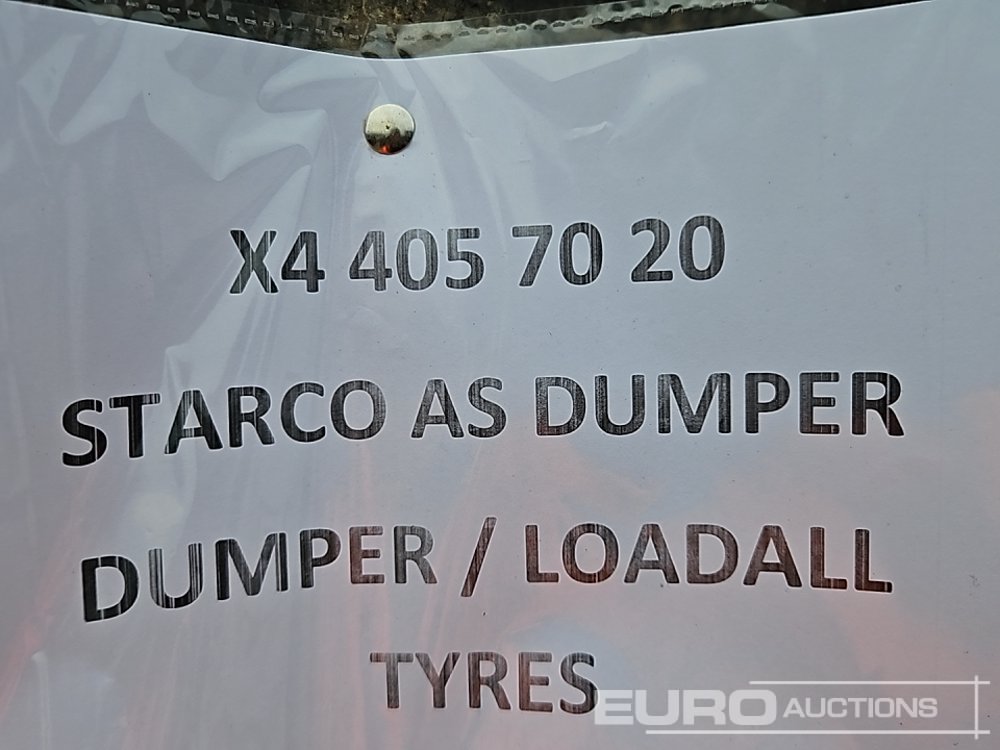 X4 405 70 20
STARCO AS DUMPER
DUMPER / LOADALL
TYRES
EURO AUCTIONS